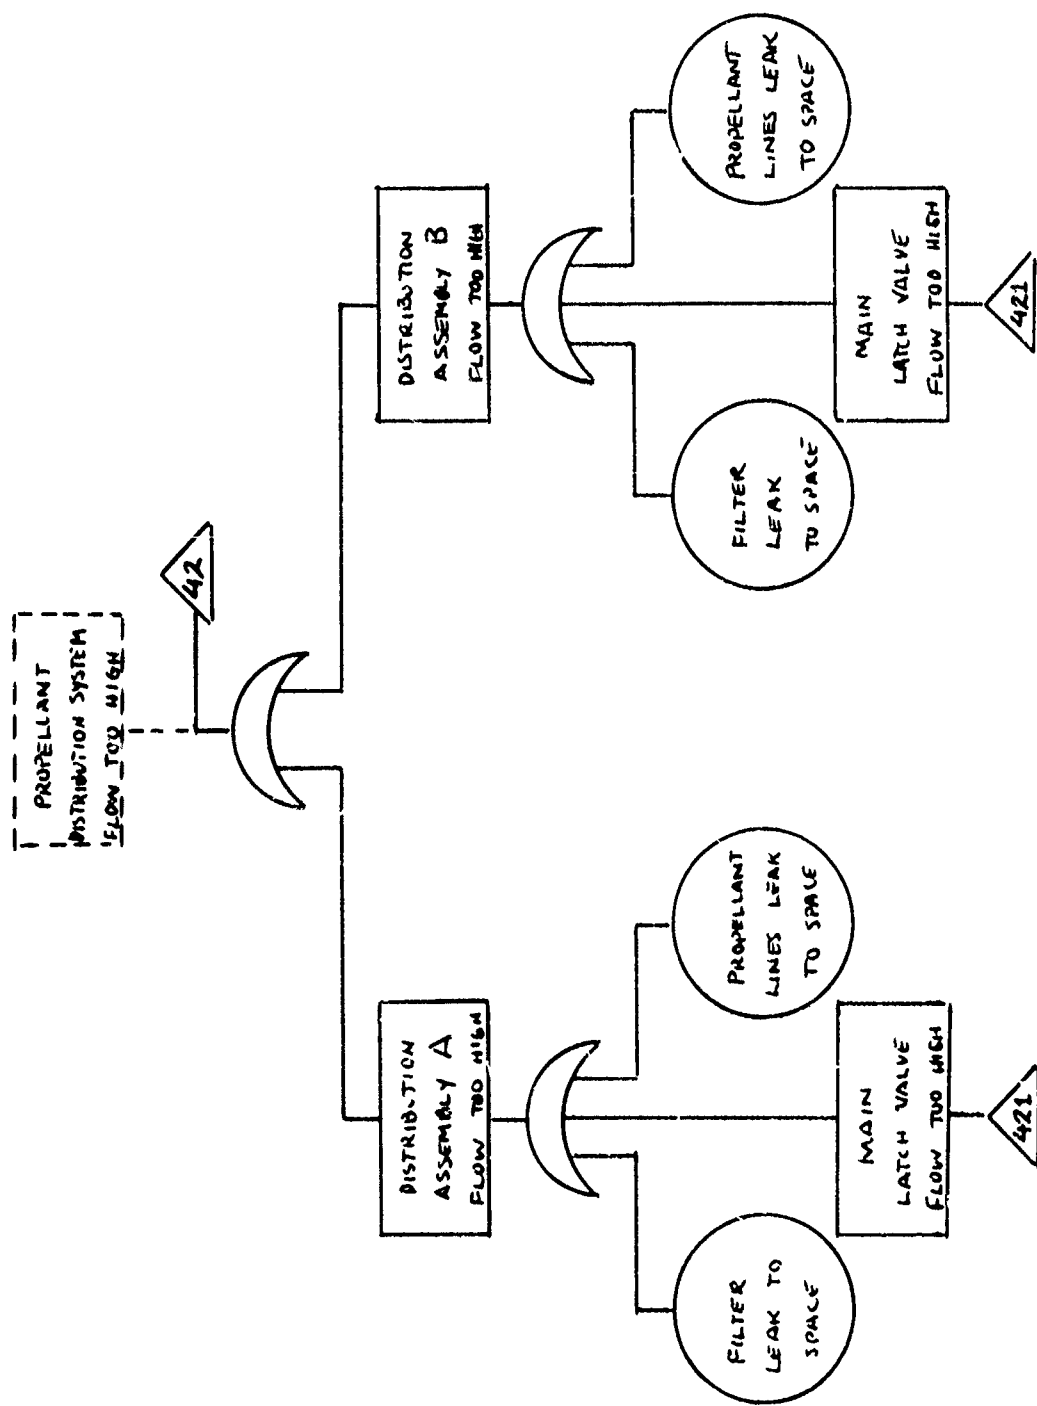 PROPELLANT
DISTRIBUTION SYSTEM
FLOW TOO HIGH
42
DISTRIBUTION
ASSEMBLY A
FLOW TOO HIGH
DISTRIBUTION
ASSEMBLY B
FLOW TOO HIGH
FILTER
LEAK TO
SPACE
PROPELLANT
LINES LEAK
TO SPACE
FILTER
LEAK
TO SPACE
PROPELLANT
LINES LEAK
TO SPACE
MAIN
LATCH VALVE
FLOW TOO HIGH
MAIN
LATCH VALVE
FLOW TOO HIGH
421
421